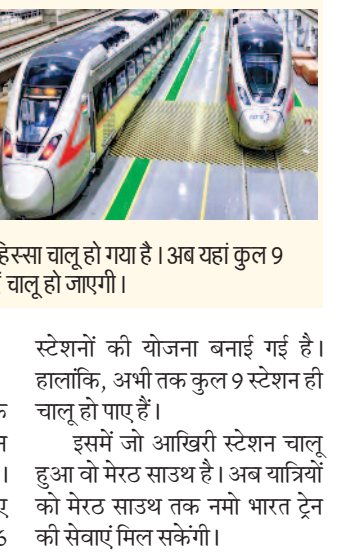 हिस्सा चालू हो गया है। अब यहां कुल 9
चालू हो जाएगी।
स्टेशनों की योजना बनाई गई है।
हालांकि, अभी तक कुल 9 स्टेशन ही
चालू हो पाए हैं।
इसमें जो आखिरी स्टेशन चालू
हुआ वो मेरठ साउथ है। अब यात्रियों
को मेरठ साउथ तक नमो भारत ट्रेन
की सेवाएं मिल सकेंगी।